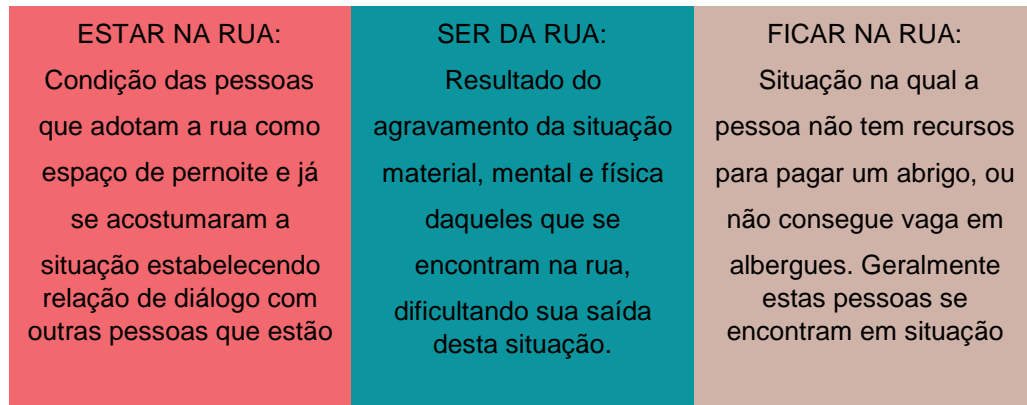 ESTAR NA RUA:
Condição das pessoas
que adotam a rua como
espaço de pernoite e já
se acostumaram a
situação estabelecendo
relação de diálogo com
outras pessoas que estão
SER DA RUA:
Resultado do
agravamento da situação
material, mental e física
daqueles que se
encontram na rua,
dificultando sua saída
desta situação.
FICAR NA RUA:
Situação na qual a
pessoa não tem recursos
para pagar um abrigo, ou
não consegue vaga em
albergues. Geralmente
estas pessoas se
encontram em situação